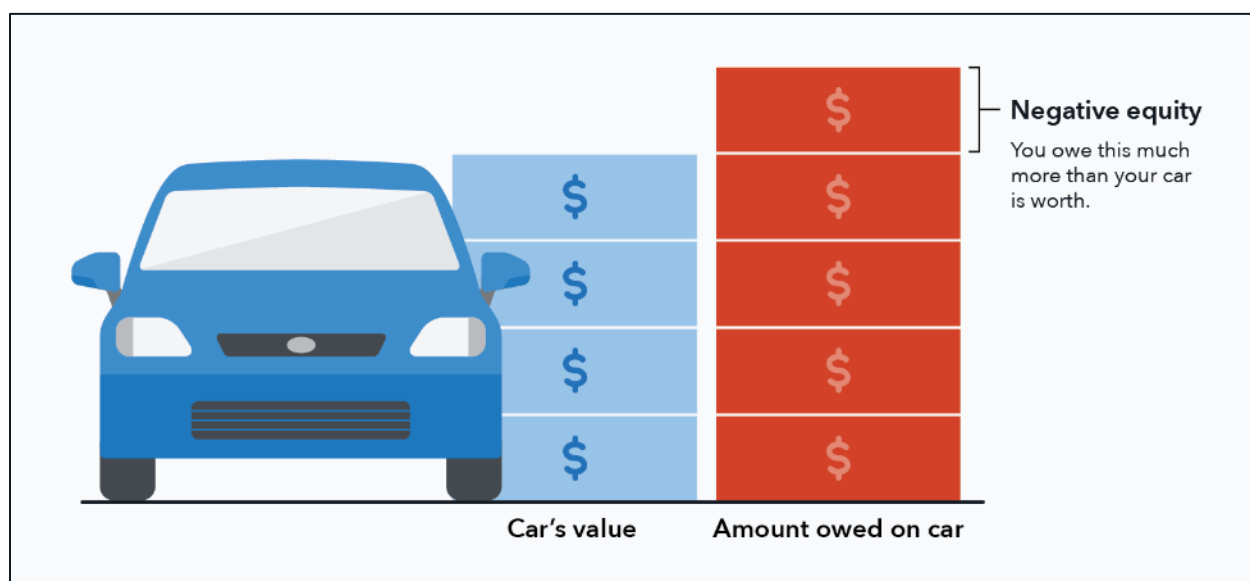 $
Negative equity
$ $
You owe this much
more than your car
is worth.
$ $
$ $
$ $
Car’s value Amount owed on car